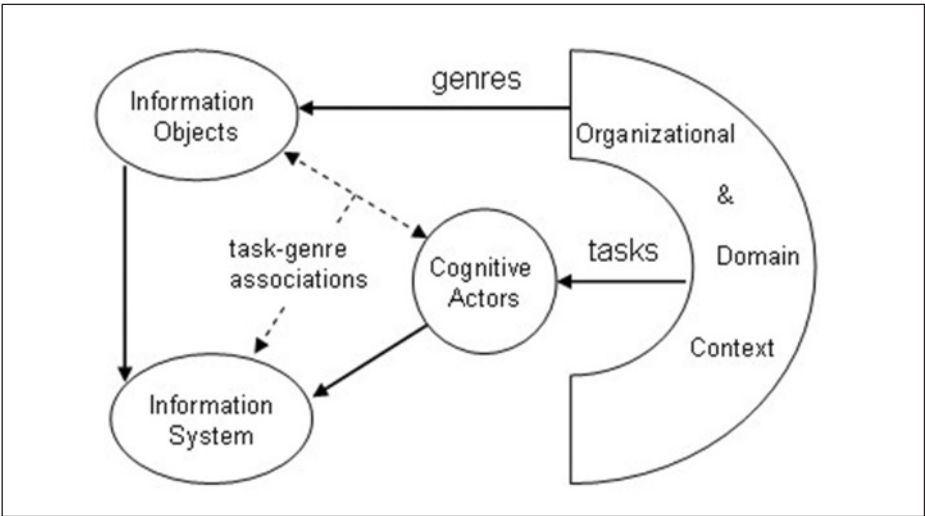 genres
Information
Objects
Organizational
&
Domain
Context
tasks
task-genre
associations
Cognitive
Actors
Information
System